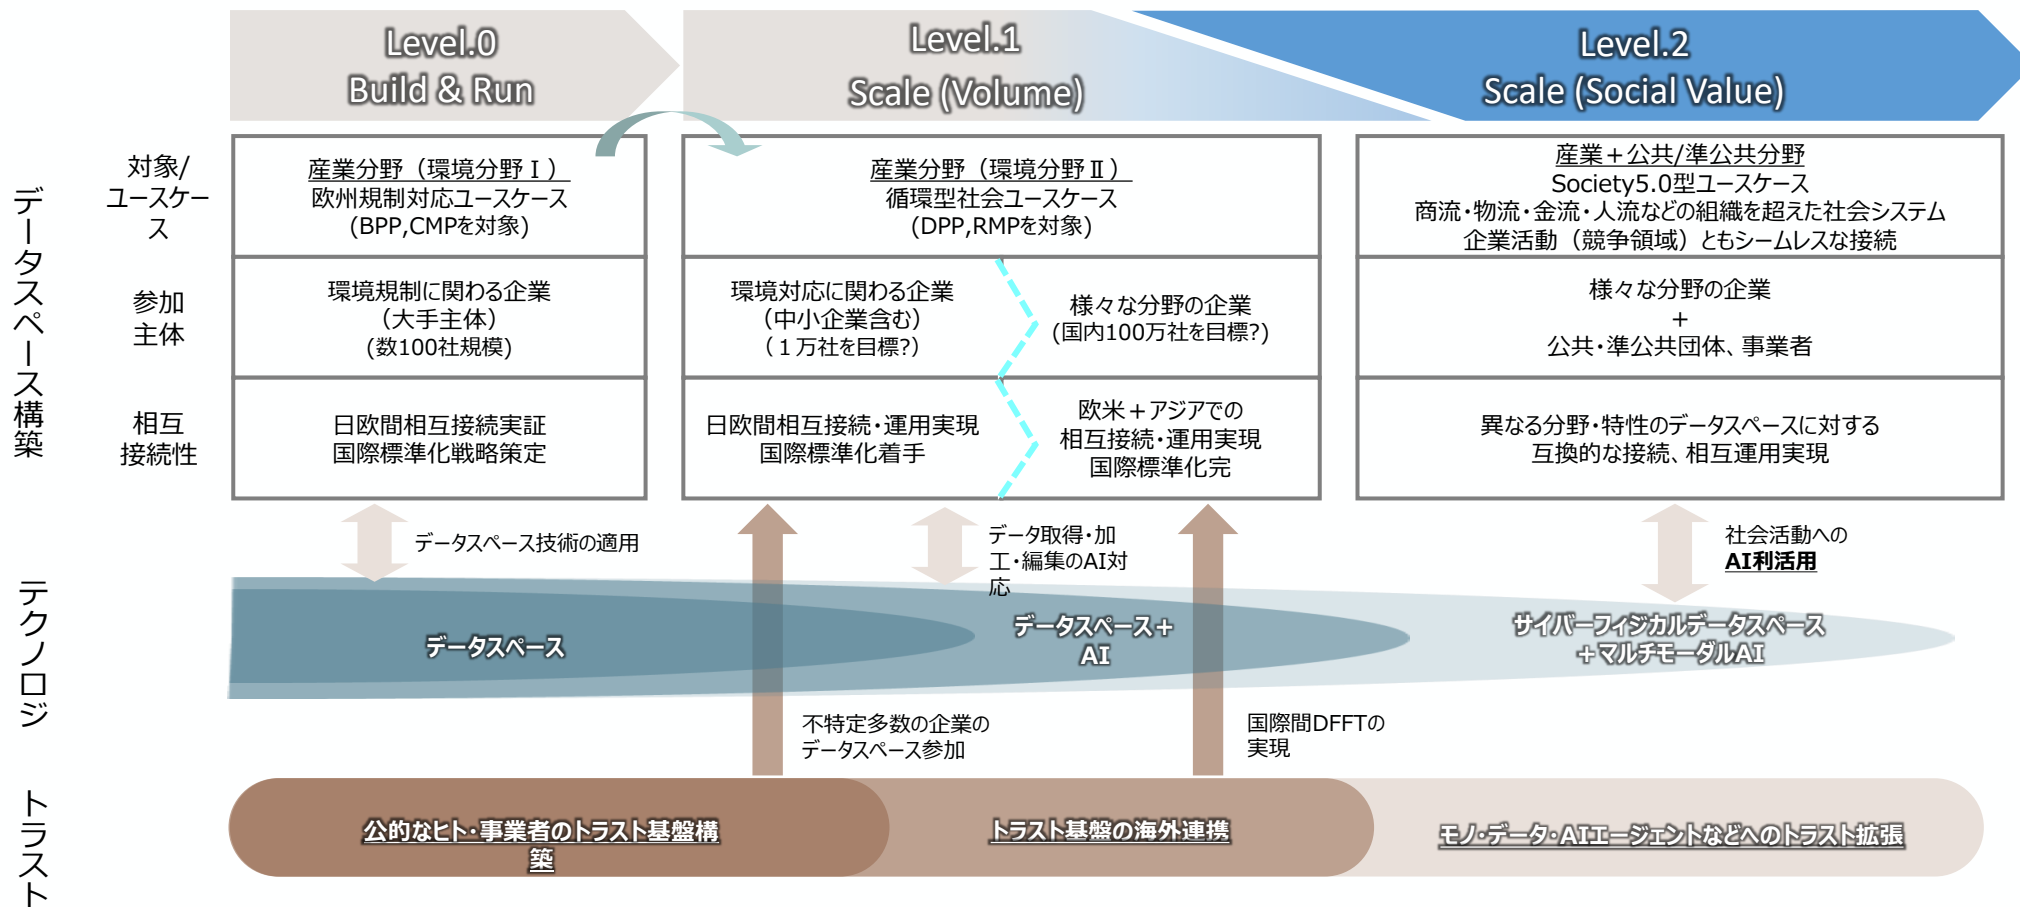 Level.0
Build & Run
Level.1
Scale (Volume)
Level.2
Scale (Social Value)
データスペース構築
対象/
ユースケー
ス
産業分野（環境分野Ⅰ）
欧州規制対応ユースケース
(BPP,CMPを対象)
産業分野（環境分野Ⅱ）
循環型社会ユースケース
(DPP,RMPを対象)
産業＋公共/準公共分野
Society5.0型ユースケース
商流・物流・金流・人流などの組織を超えた社会システム
企業活動（競争領域）ともシームレスな接続
参加
主体
環境規制に関わる企業
（大手主体）
(数100社規模)
環境対応に関わる企業
（中小企業含む）
（１万社を目標?）
様々な分野の企業
(国内100万社を目標?)
様々な分野の企業
+
公共・準公共団体、事業者
相互
接続性
日欧間相互接続実証
国際標準化戦略策定
日欧間相互接続・運用実現
国際標準化着手
欧米＋アジアでの
相互接続・運用実現
国際標準化完
異なる分野・特性のデータスペースに対する
互換的な接続、相互運用実現
データスペース技術の適用
データ取得・加
工・編集のAI対
応
社会活動への
AI利活用
テクノロジ
データスペース
データスペース＋
AI
サイバーフィジカルデータスペース
＋マルチモーダルAI
不特定多数の企業の
データスペース参加
国際間DFFTの
実現
トラスト
公的なヒト・事業者のトラスト基盤構
築
トラスト基盤の海外連携
モノ・データ・AIエージェントなどへのトラスト拡張